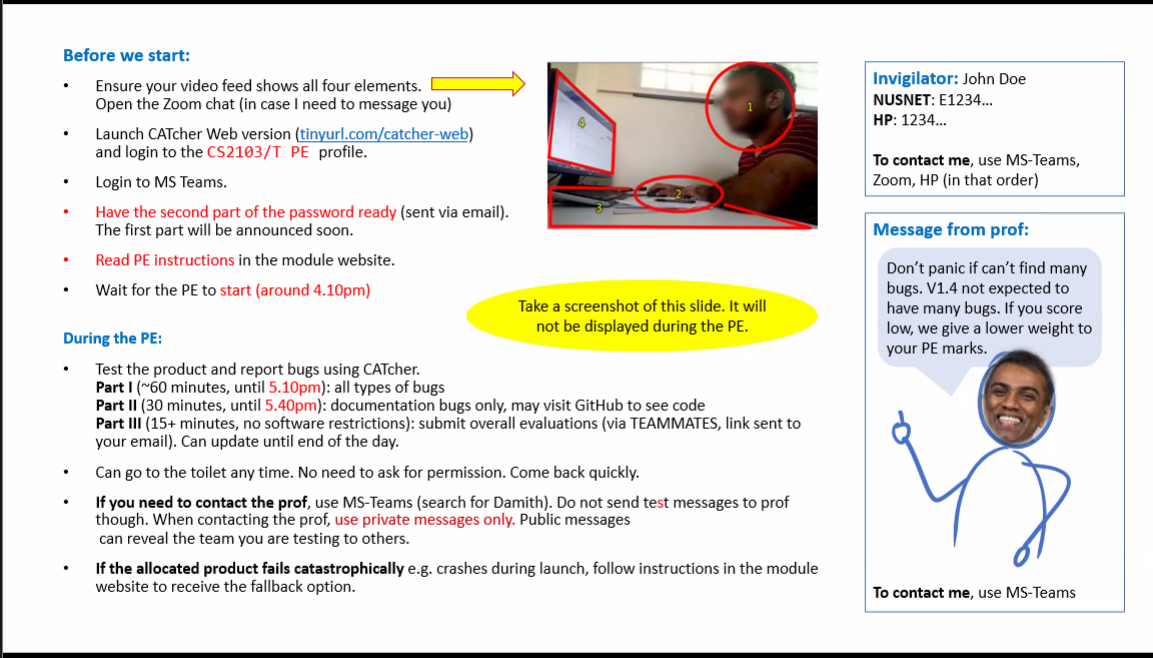 Before we start:
• Ensure your video feed shows all four elements.
Open the Zoom chat (in case I need to message you)
• Launch CATcher Web version (tinyurl.com/catcher-web)
and login to the CS2103/T PE profile.
• Login to MS Teams.
• Have the second part of the password ready (sent via email).
The first part will be announced soon.
• Read PE instructions in the module website.
• Wait for the PE to start (around 4.10pm)
1
4
2
3
Take a screenshot of this slide. It will
not be displayed during the PE.
During the PE:
• Test the product and report bugs using CATcher.
Part I (~60 minutes, until 5.10pm): all types of bugs
Part II (30 minutes, until 5.40pm): documentation bugs only, may visit GitHub to see code
Part III (15+ minutes, no software restrictions): submit overall evaluations (via TEAMMATES, link sent to
your email). Can update until end of the day.
• Can go to the toilet any time. No need to ask for permission. Come back quickly.
• If you need to contact the prof, use MS-Teams (search for Damith). Do not send test messages to prof
though. When contacting the prof, use private messages only. Public messages
can reveal the team you are testing to others.
• If the allocated product fails catastrophically e.g. crashes during launch, follow instructions in the module
website to receive the fallback option.
Invigilator: John Doe
NUSNET: E1234...
HP: 1234...
To contact me, use MS-Teams,
Zoom, HP (in that order)
Message from prof:
Don't panic if can't find many
bugs. V1.4 not expected to
have many bugs. If you score
low, we give a lower weight to
your PE marks.
To contact me, use MS-Teams